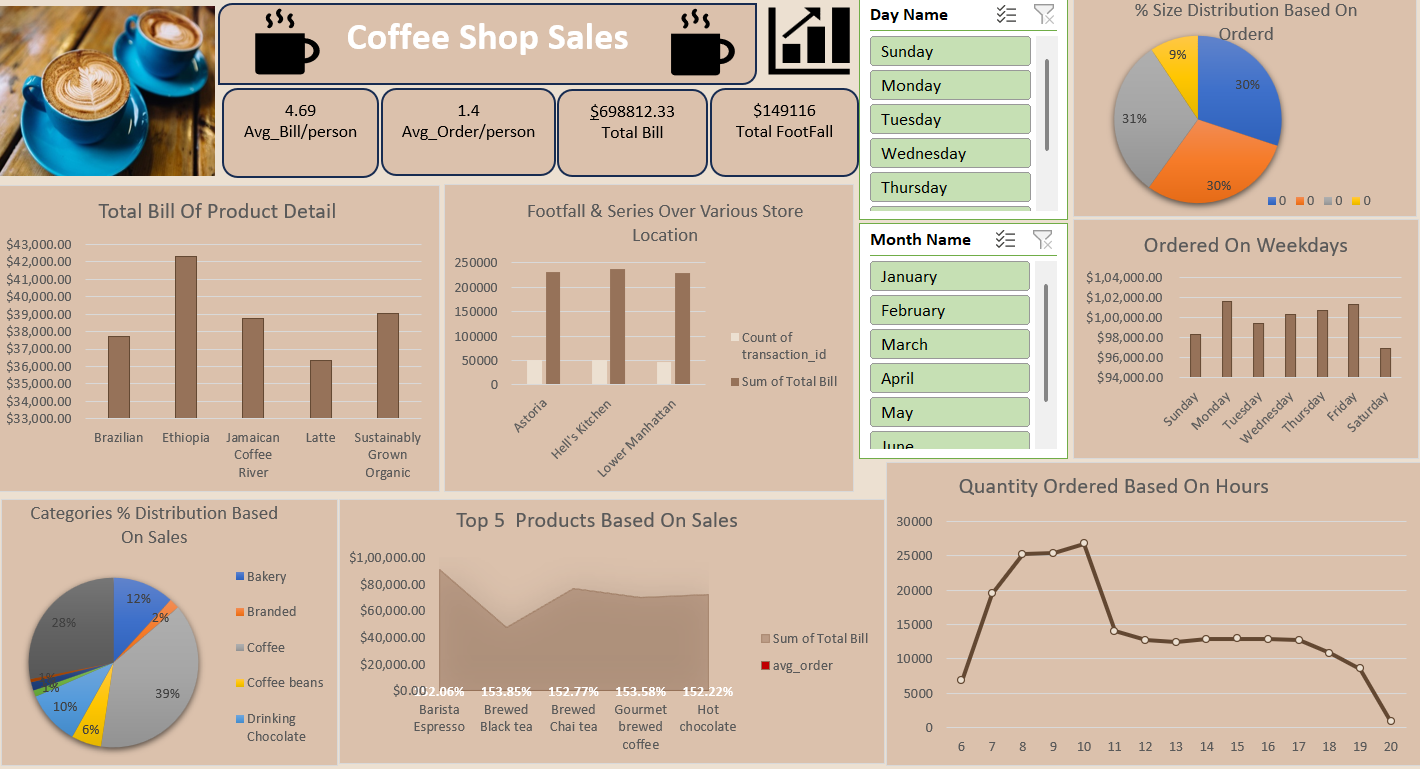 Coffee Shop Sales
4.69
Avg_Bill/person
1.4
Avg_Order/person
$698812.33
Total Bill
$149116
Total FootFall
Day Name
Sunday
Monday
Tuesday
Wednesday
Thursday
% Size Distribution Based On
Orderd
9%
30%
31%
30%
0 0 0 0
Total Bill Of Product Detail
$43,000.00
$42,000.00
$41,000.00
$40,000.00
$39,000.00
$38,000.00
$37,000.00
$36,000.00
$35,000.00
$34,000.00
$33,000.00
Brazilian
Ethiopia
Jamaican
Coffee
River
Latte
Sustainably
Grown
Organic
Footfall & Series Over Various Store
Location
250000
200000
150000
100000
50000
0
Astoria
Hell's Kitchen
Lower Manhattan
Count of
transaction_id
Sum of Total Bill
Month Name
January
February
March
April
May
June
Ordered On Weekdays
$1,04,000.00
$1,02,000.00
$1,00,000.00
$98,000.00
$96,000.00
$94,000.00
Sunday
Monday
Tuesday
Wednesday
Thursday
Friday
Saturday
Categories % Distribution Based
On Sales
12%
2%
28%
39%
1%
1%
10%
6%
Bakery
Branded
Coffee
Coffee beans
Drinking
Chocolate
Top 5 Products Based On Sales
$1,00,000.00
$80,000.00
$60,000.00
$40,000.00
$20,000.00
$0.00
152.06% 153.85% 152.77% 153.58% 152.22%
Barista
Espresso
Brewed
Black tea
Brewed
Chai tea
Gourmet
brewed
coffee
Hot
chocolate
Sum of Total Bill
avg_order
Quantity Ordered Based On Hours
30000
25000
20000
15000
10000
5000
0
6 7 8 9 10 11 12 13 14 15 16 17 18 19 20